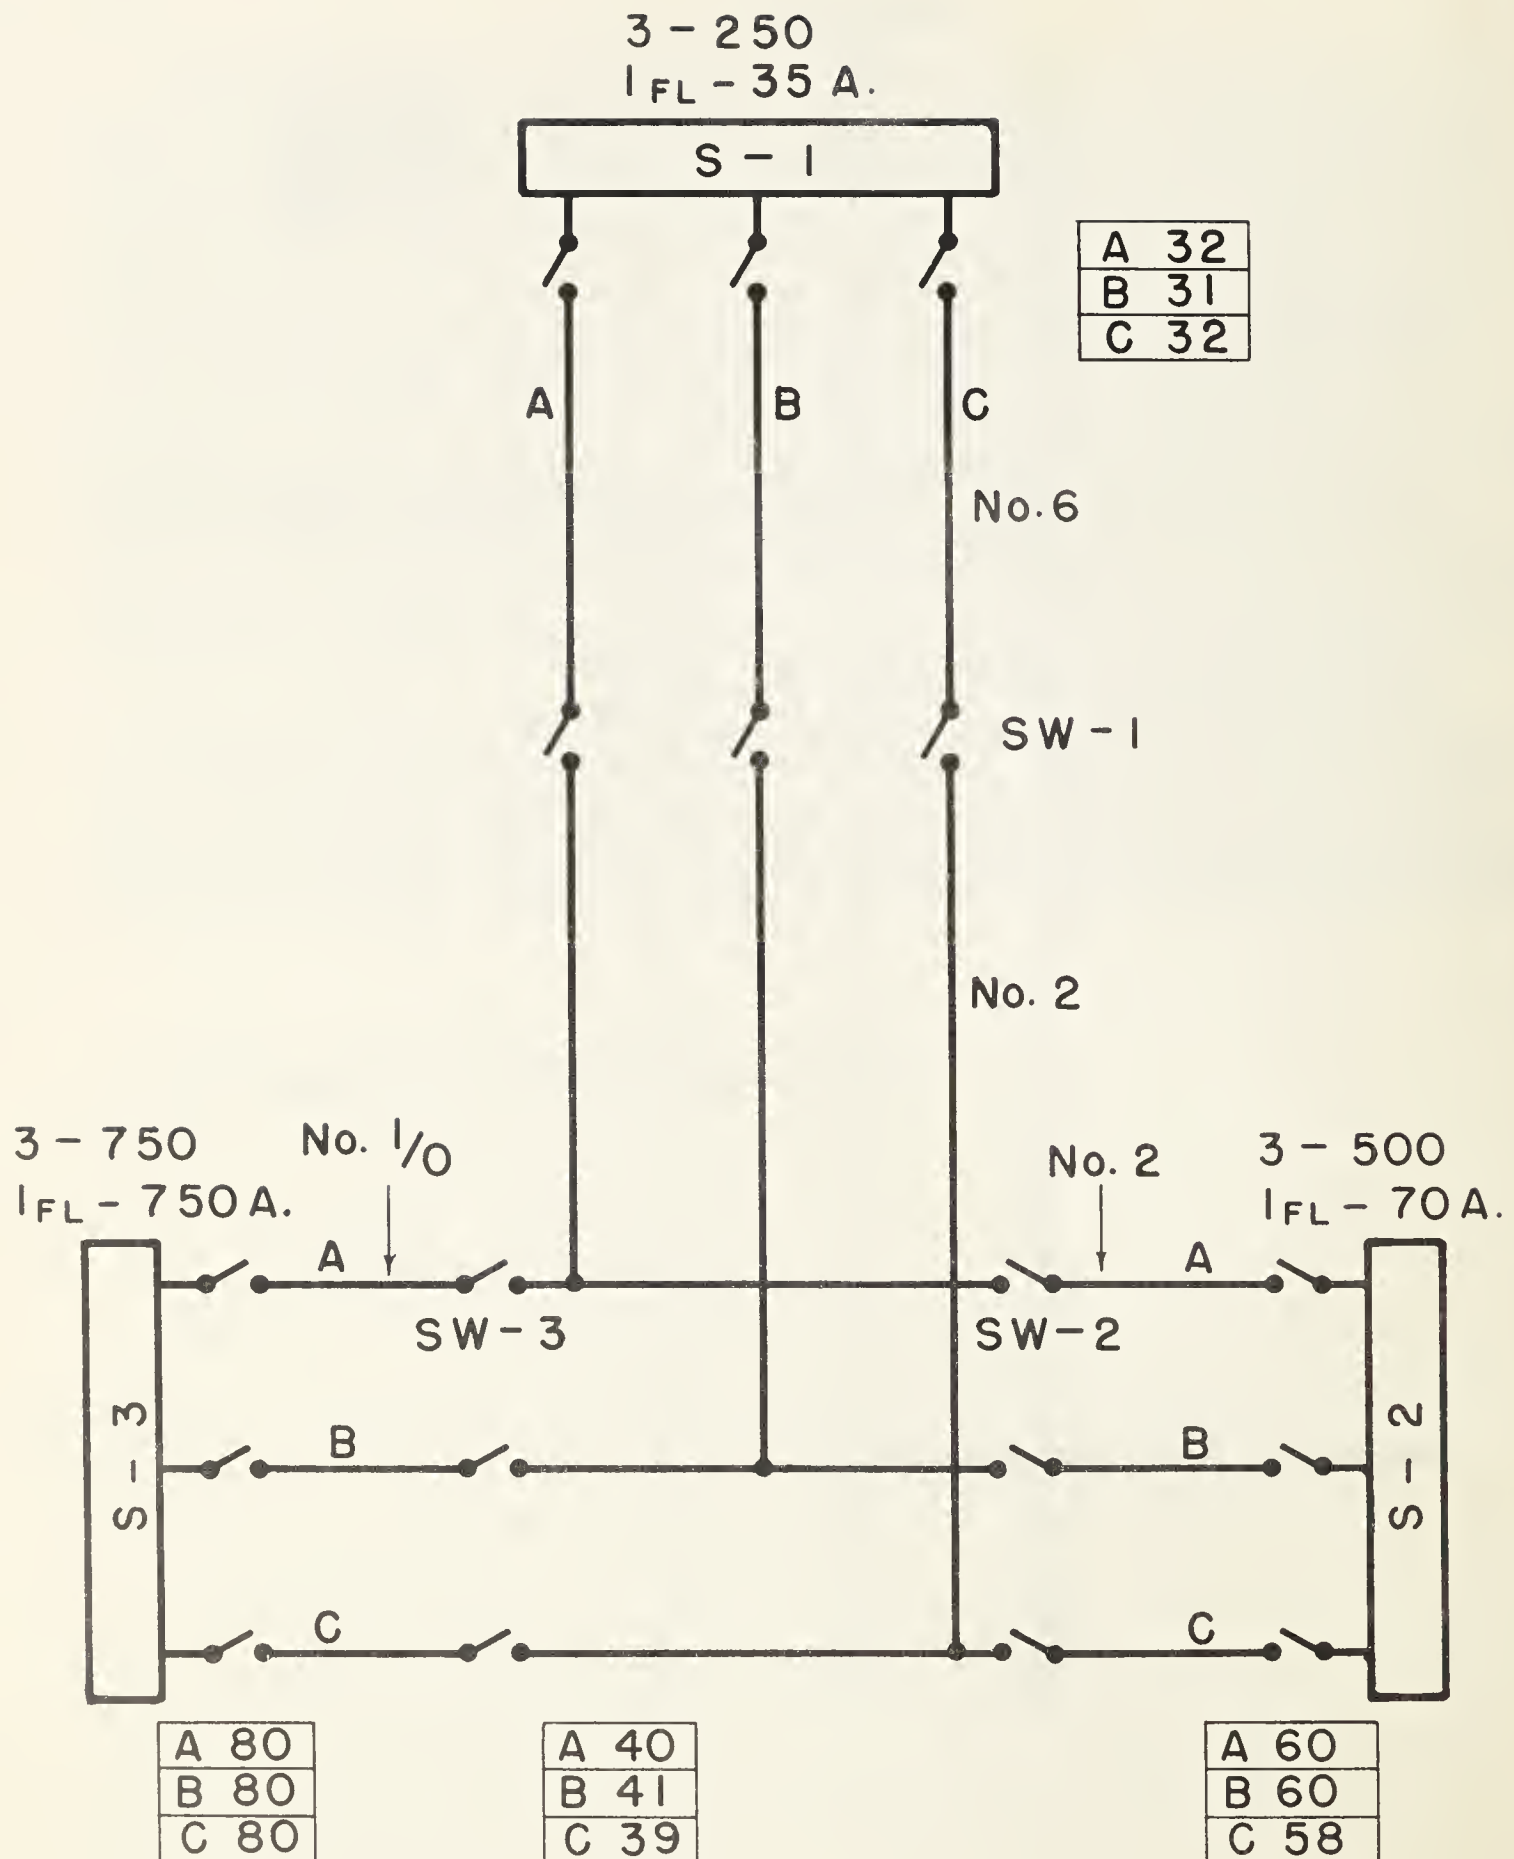 3 - 250
I FL - 35 A.
S - 1
A 32
B 31
C 32
A B C
No. 6
SW - 1
No. 2
3 - 750
I FL - 750 A.
No. 1/0
No. 2
3 - 500
I FL - 70 A.
A A
SW - 3 SW - 2
S - 3
B B
S - 2
C C
A 80
B 80
C 80
A 40
B 41
C 39
A 60
B 60
C 58